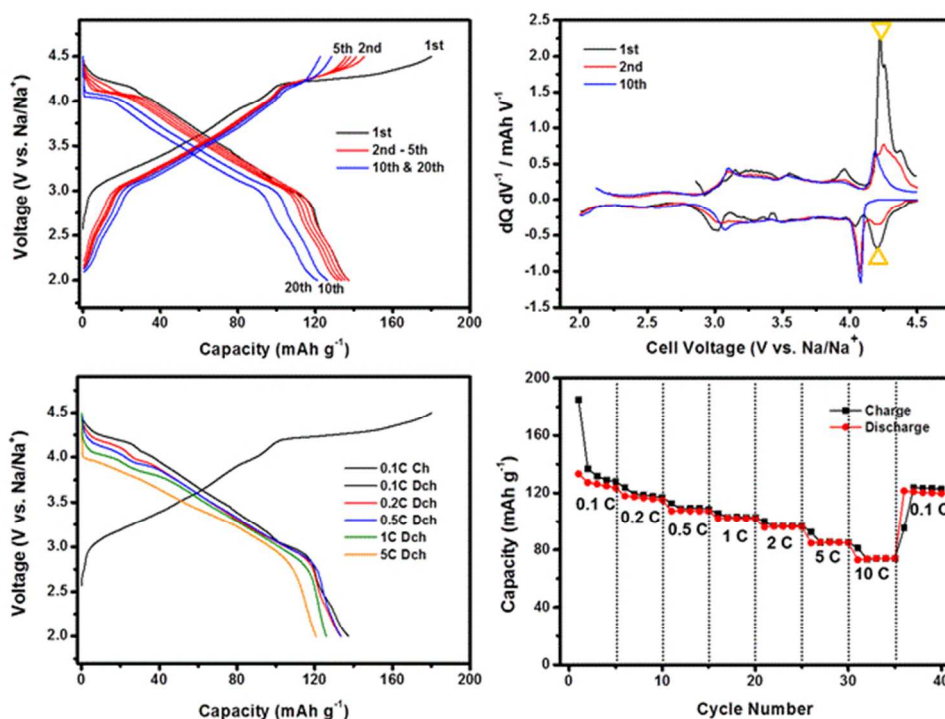 4.5
4.0
3.5
3.0
2.5
2.0
Voltage (V vs. Na/Na⁺)
5th 2nd
1st
1st
2nd - 5th
10th & 20th
20th 10th
0 40 80 120 160 200
Capacity (mAh g⁻¹)
2.5
2.0
1.5
1.0
0.5
0.0
-0.5
-1.0
-1.5
dQ dV⁻¹ / mAh V⁻¹
1st
2nd
10th
2.0 2.5 3.0 3.5 4.0 4.5
Cell Voltage (V vs. Na/Na⁺)
4.5
4.0
3.5
3.0
2.5
2.0
Voltage (V vs. Na/Na⁺)
0.1C Ch
0.1C Dch
0.2C Dch
0.5C Dch
1C Dch
5C Dch
0 40 80 120 160 200
Capacity (mAh g⁻¹)
200
160
120
80
40
0
Capacity (mAh g⁻¹)
Charge
Discharge
0.1 C
0.2 C
0.5 C
1 C
2 C
5 C
10 C
0.1 C
0 10 20 30 40
Cycle Number